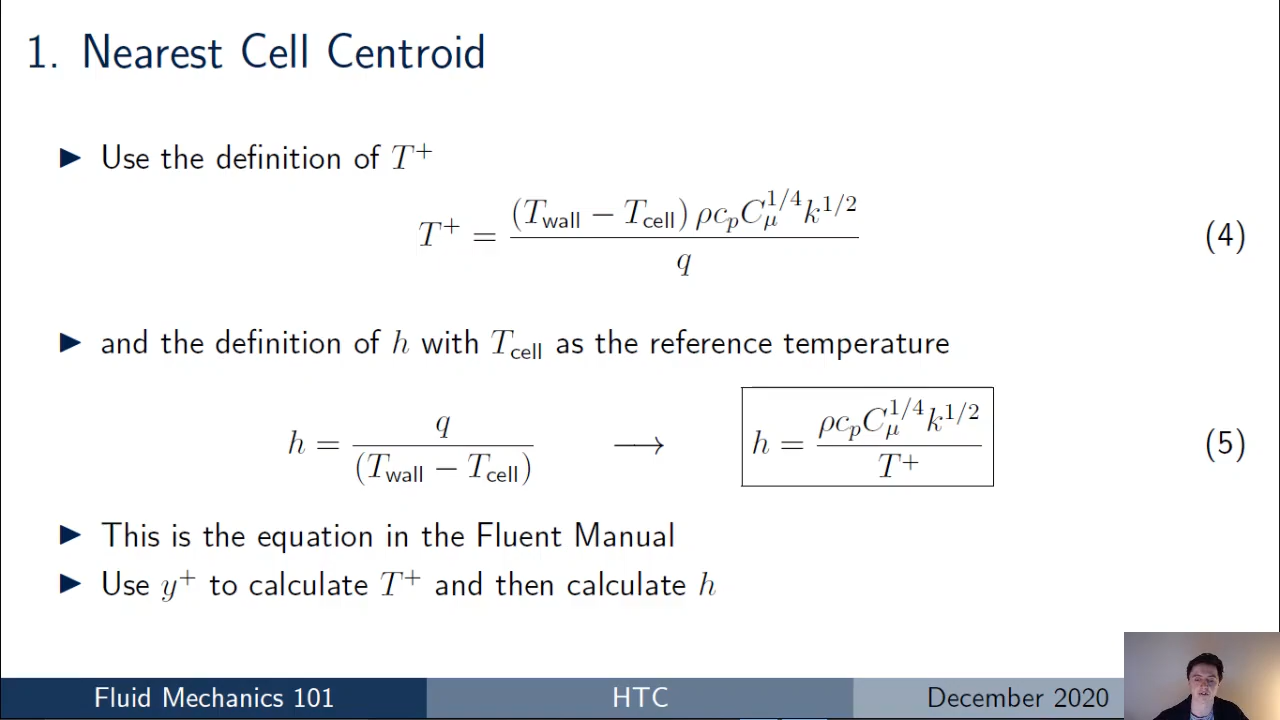 1. Nearest Cell Centroid
▶ Use the definition of T⁺
T⁺ = (T_wall − T_cell) ρc_p C_μ^{1/4} k^{1/2} / q (4)
▶ and the definition of h with T_cell as the reference temperature
h = q / (T_wall − T_cell) ⟶ h = ρc_p C_μ^{1/4} k^{1/2} / T⁺ (5)
▶ This is the equation in the Fluent Manual
▶ Use y⁺ to calculate T⁺ and then calculate h
Fluid Mechanics 101 HTC December 2020